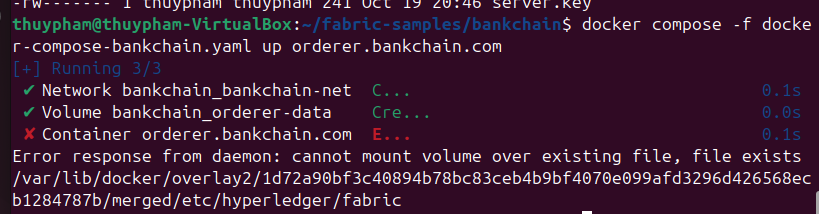 -rw------- 1 thuypham thuypham 241 Oct 19 20:46 server.key
thuypham@thuypham-VirtualBox:~/fabric-samples/bankchain$ docker compose -f docke
r-compose-bankchain.yaml up orderer.bankchain.com
[+] Running 3/3
✔ Network bankchain_bankchain-net C... 0.1s
✔ Volume bankchain_orderer-data Cre... 0.0s
✘ Container orderer.bankchain.com E... 0.1s
Error response from daemon: cannot mount volume over existing file, file exists
/var/lib/docker/overlay2/1d72a90bf3c40894b78bc83ceb4b9bf4070e099afd3296d426568ec
b1284787b/merged/etc/hyperledger/fabric